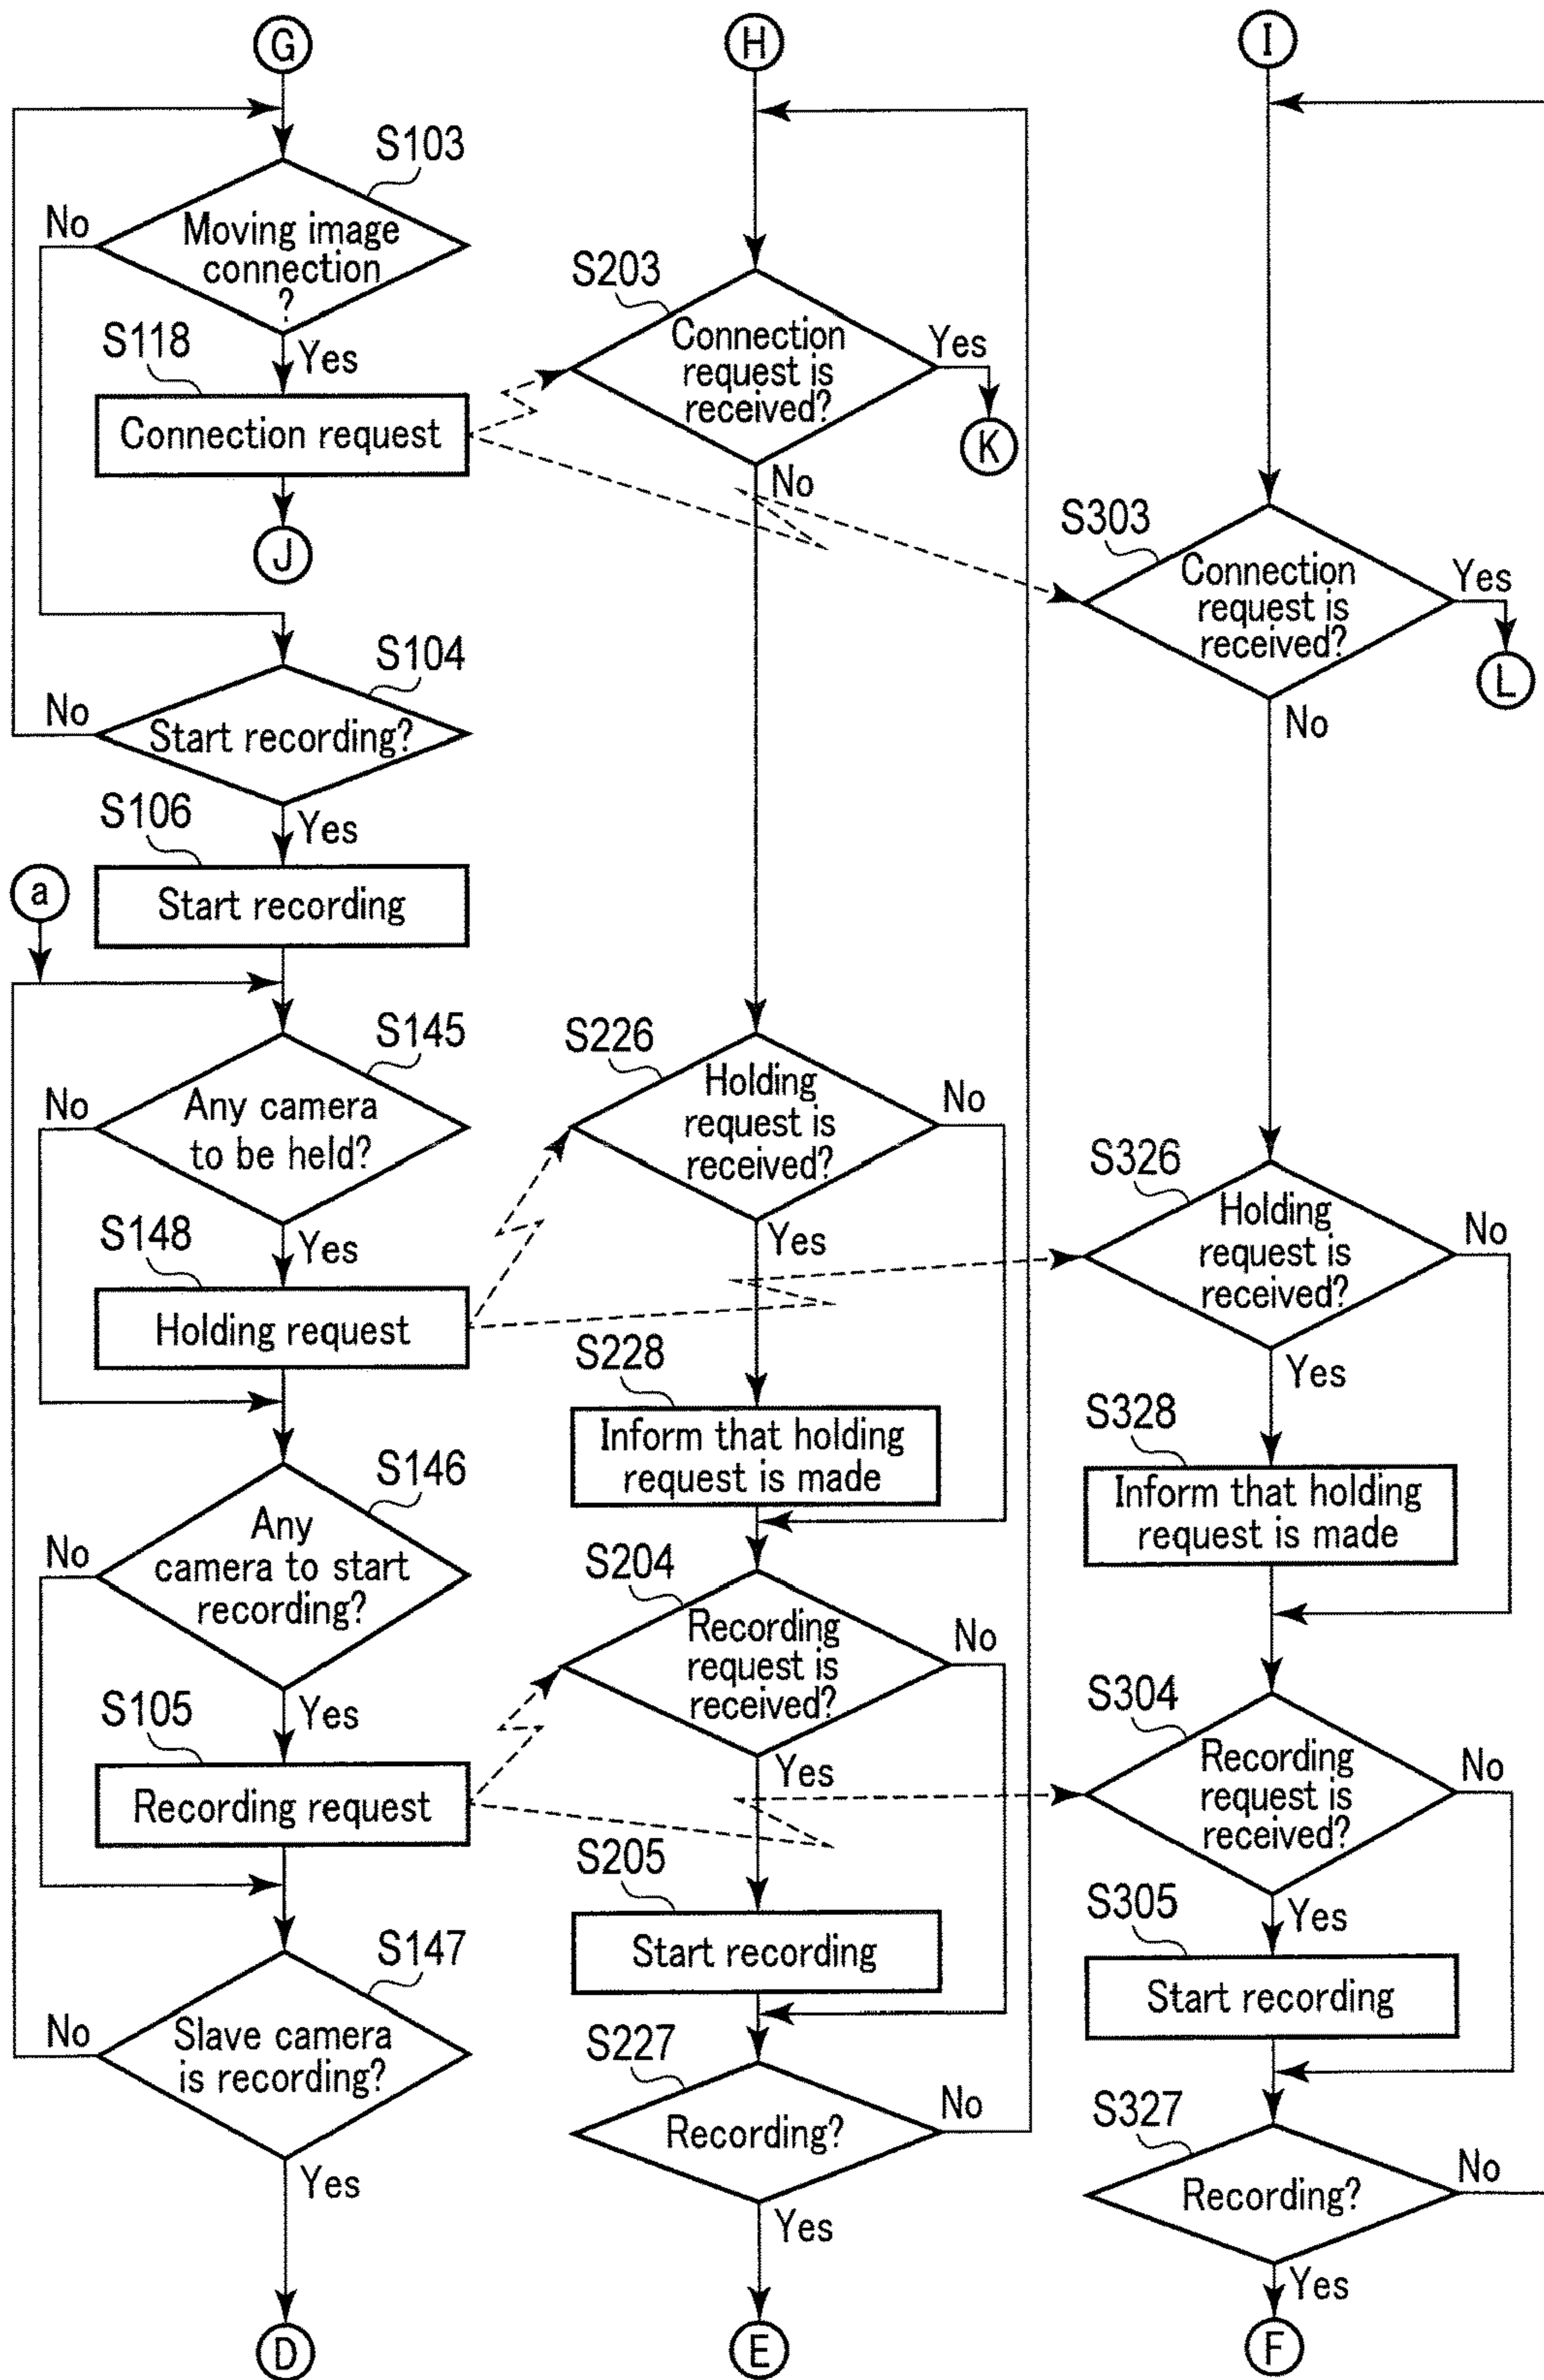 G
S103
No
Moving image
connection
?
Yes
S118
Connection request
J
S104
No
Start recording?
Yes
S106
Start recording
a
S145
No
Any camera
to be held?
Yes
S148
Holding request
S146
No
Any
camera to start
recording?
Yes
S105
Recording request
S147
No
Slave camera
is recording?
Yes
D
H
S203
Connection
request is
received?
Yes
K
No
S226
Holding
request is
received?
No
Yes
S228
Inform that holding
request is made
S204
Recording
request is
received?
No
Yes
S205
Start recording
S227
Recording?
No
Yes
E
I
S303
Connection
request is
received?
Yes
L
No
S326
Holding
request is
received?
No
Yes
S328
Inform that holding
request is made
S304
Recording
request is
received?
No
Yes
S305
Start recording
S327
Recording?
No
Yes
F